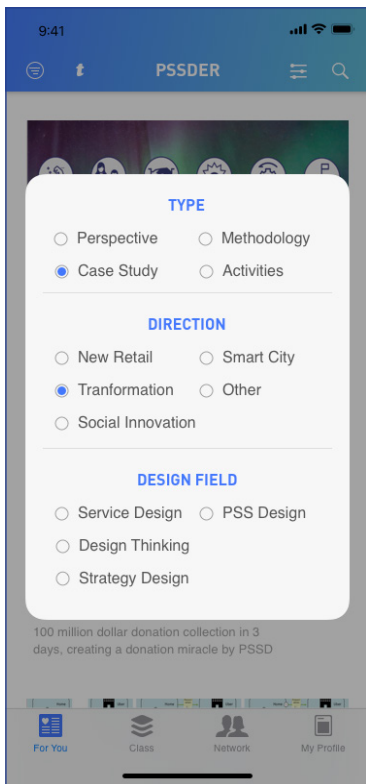 9:41
t PSSDER
TYPE
Perspective Methodology
Case Study Activities
DIRECTION
New Retail Smart City
Tranformation Other
Social Innovation
DESIGN FIELD
Service Design PSS Design
Design Thinking
Strategy Design
100 million dollar donation collection in 3
days, creating a donation miracle by PSSD
For You Class Network My Profile